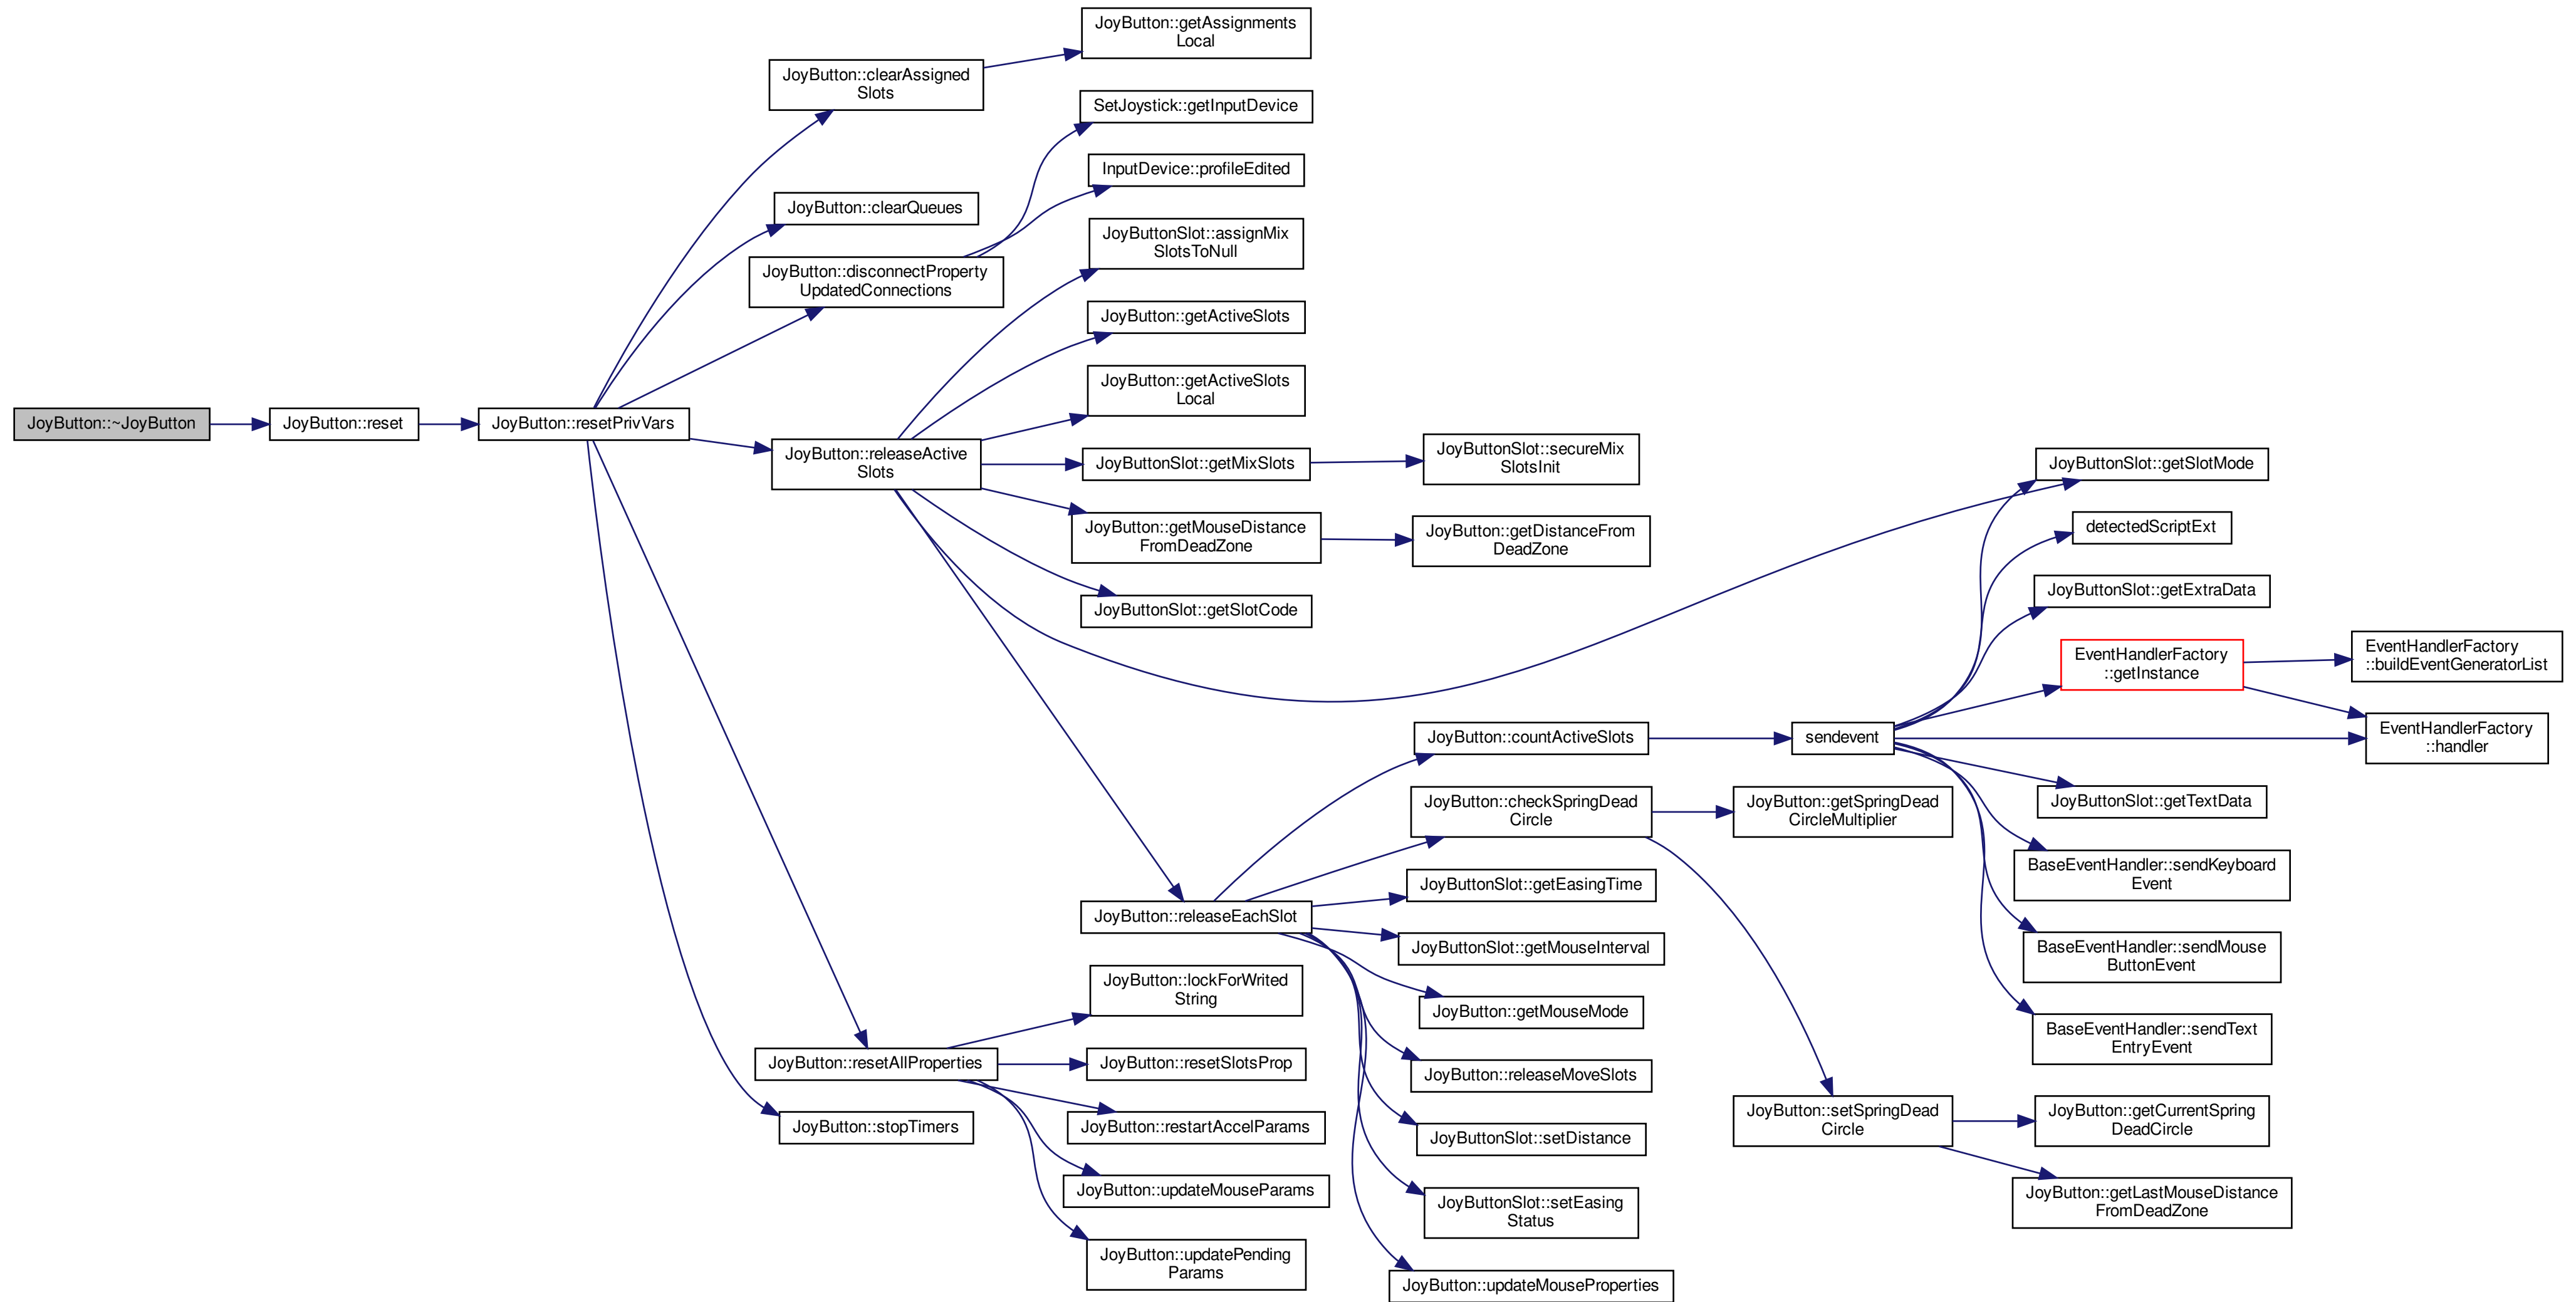 JoyButton::~JoyButton
JoyButton::reset
JoyButton::resetPrivVars
JoyButton::clearAssigned
Slots
JoyButton::clearQueues
JoyButton::disconnectProperty
UpdatedConnections
JoyButton::releaseActive
Slots
JoyButton::resetAllProperties
JoyButton::stopTimers
JoyButton::getAssignments
Local
SetJoystick::getInputDevice
InputDevice::profileEdited
JoyButtonSlot::assignMix
SlotsToNull
JoyButton::getActiveSlots
JoyButton::getActiveSlots
Local
JoyButtonSlot::getMixSlots
JoyButton::getMouseDistance
FromDeadZone
JoyButtonSlot::getSlotCode
JoyButton::releaseEachSlot
JoyButton::lockForWrited
String
JoyButton::resetSlotsProp
JoyButton::restartAccelParams
JoyButton::updateMouseParams
JoyButton::updatePending
Params
JoyButtonSlot::secureMix
SlotsInit
JoyButton::getDistanceFrom
DeadZone
JoyButton::countActiveSlots
JoyButton::checkSpringDead
Circle
JoyButtonSlot::getEasingTime
JoyButtonSlot::getMouseInterval
JoyButton::getMouseMode
JoyButton::releaseMoveSlots
JoyButtonSlot::setDistance
JoyButtonSlot::setEasing
Status
JoyButton::updateMouseProperties
sendevent
JoyButton::getSpringDead
CircleMultiplier
JoyButton::setSpringDead
Circle
JoyButtonSlot::getSlotMode
detectedScriptExt
JoyButtonSlot::getExtraData
EventHandlerFactory
::getInstance
JoyButtonSlot::getTextData
BaseEventHandler::sendKeyboard
Event
BaseEventHandler::sendMouse
ButtonEvent
BaseEventHandler::sendText
EntryEvent
JoyButton::getCurrentSpring
DeadCircle
JoyButton::getLastMouseDistance
FromDeadZone
EventHandlerFactory
::buildEventGeneratorList
EventHandlerFactory
::handler